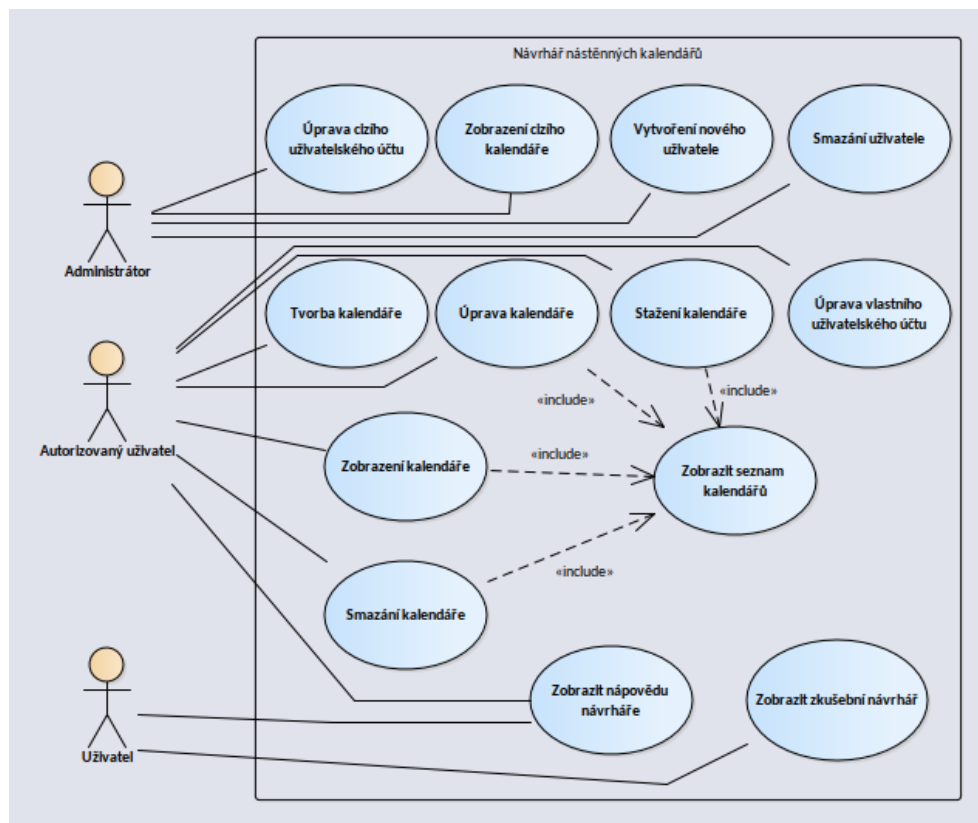 Návrhář nástěnných kalendářů
Úprava cizího
uživatelského účtu
Zobrazení cizího
kalendáře
Vytvoření nového
uživatele
Smazání uživatele
Administrátor
Tvorba kalendáře
Úprava kalendáře
Stažení kalendáře
Úprava vlastního
uživatelského účtu
«include»
«include»
Autorizovaný uživatel
Zobrazení kalendáře
«include»
Zobrazit seznam
kalendářů
«include»
Smazání kalendáře
Zobrazit nápovědu
návrháře
Zobrazit zkušební návrhář
Uživatel